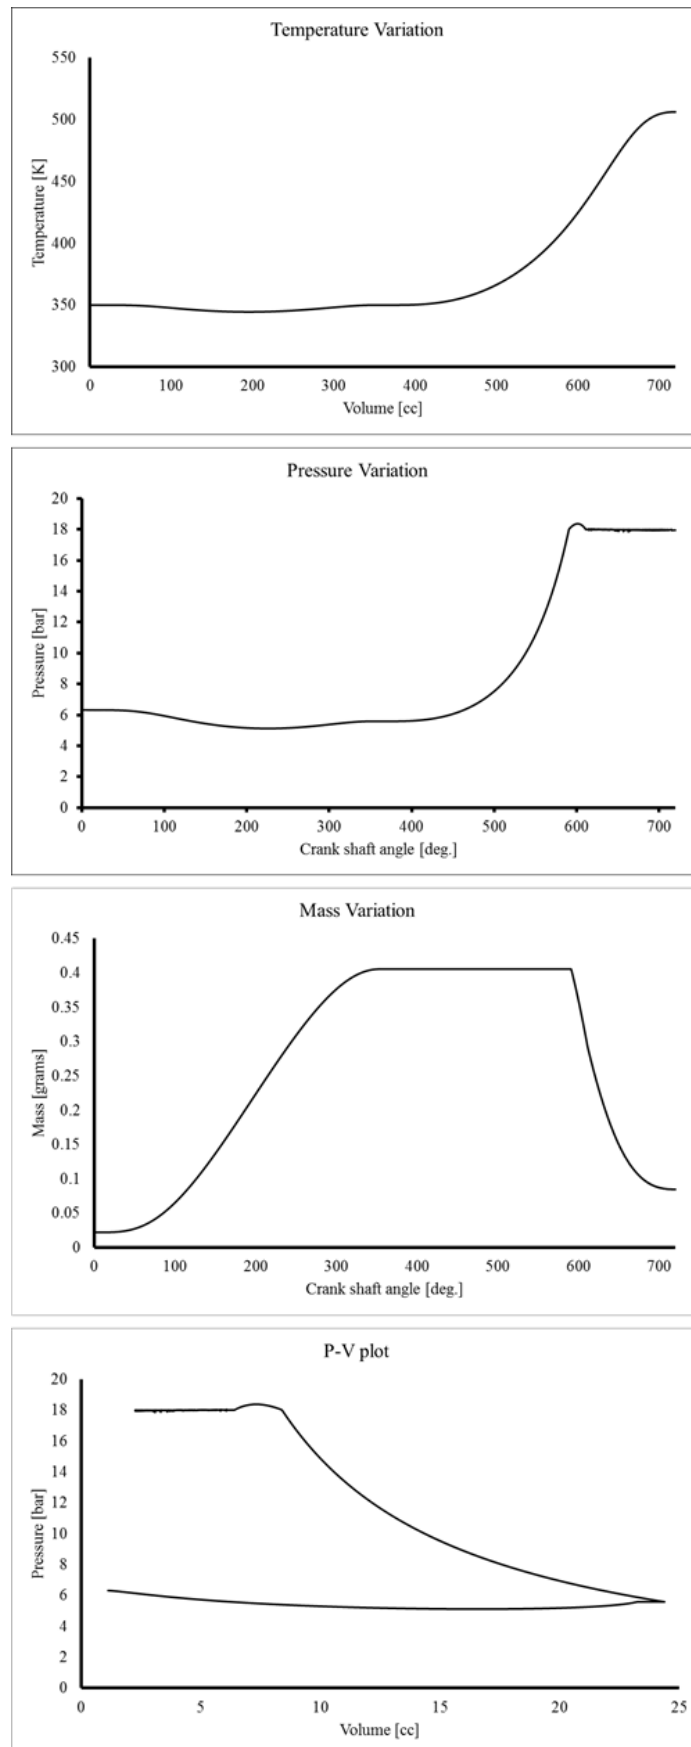 Temperature Variation
550
500
450
400
350
300
Temperature [K]
0 100 200 300 400 500 600 700
Volume [cc]
Pressure Variation
20
18
16
14
12
10
8
6
4
2
0
Pressure [bar]
0 100 200 300 400 500 600 700
Crank shaft angle [deg.]
Mass Variation
0.45
0.4
0.35
0.3
0.25
0.2
0.15
0.1
0.05
0
Mass [grams]
0 100 200 300 400 500 600 700
Crank shaft angle [deg.]
P-V plot
20
18
16
14
12
10
8
6
4
2
0
Pressure [bar]
0 5 10 15 20 25
Volume [cc]